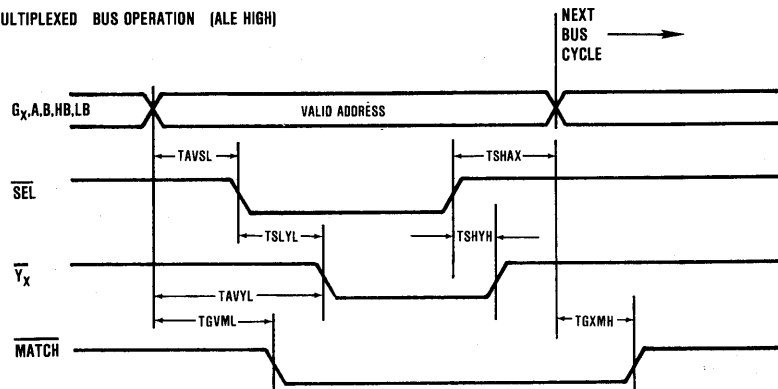 ULTIPLEXED BUS OPERATION (ALE HIGH)
NEXT
BUS
CYCLE
GX,A,B,HB,LB
VALID ADDRESS
TAVSL
TSHAX
SEL
TSLYL
TSHYH
YX
TAVYL
TGVML
TGXMH
MATCH